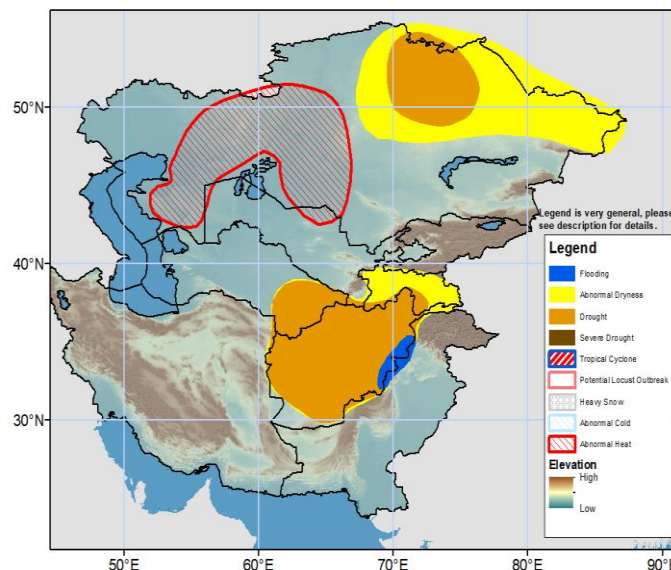 50°N
40°N
30°N
50°E
60°E
70°E
80°E
90°
Legend is very general, please
see description for details.
Legend
Flooding
Abnormal Dryness
Drought
Severe Drought
Tropical Cyclone
Potential Locust Outbreak
Heavy Snow
Abnormal Cold
Abnormal Heat
Elevation
High
Low